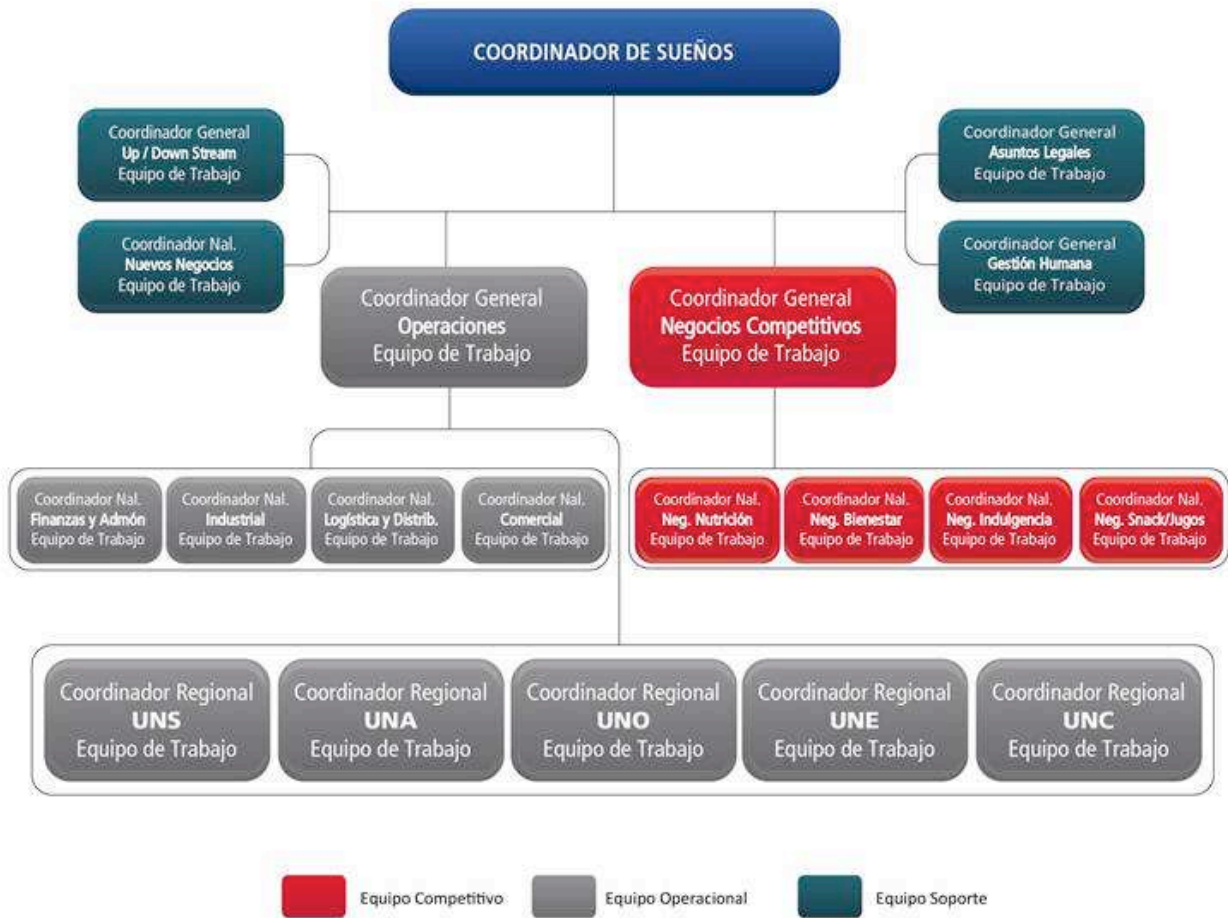 COORDINADOR DE SUEÑOS
Coordinador General
Up / Down Stream
Equipo de Trabajo
Coordinador General
Asuntos Legales
Equipo de Trabajo
Coordinador Nal.
Nuevos Negocios
Equipo de Trabajo
Coordinador General
Gestión Humana
Equipo de Trabajo
Coordinador General
Operaciones
Equipo de Trabajo
Coordinador General
Negocios Competitivos
Equipo de Trabajo
Coordinador Nal.
Finanzas y Admón
Equipo de Trabajo
Coordinador Nal.
Industrial
Equipo de Trabajo
Coordinador Nal.
Logística y Distrib.
Equipo de Trabajo
Coordinador Nal.
Comercial
Equipo de Trabajo
Coordinador Nal.
Neg. Nutrición
Equipo de Trabajo
Coordinador Nal.
Neg. Bienestar
Equipo de Trabajo
Coordinador Nal.
Neg. Indulgencia
Equipo de Trabajo
Coordinador Nal.
Neg. Snack/Jugos
Equipo de Trabajo
Coordinador Regional
UNS
Equipo de Trabajo
Coordinador Regional
UNA
Equipo de Trabajo
Coordinador Regional
UNO
Equipo de Trabajo
Coordinador Regional
UNE
Equipo de Trabajo
Coordinador Regional
UNC
Equipo de Trabajo
Equipo Competitivo
Equipo Operacional
Equipo Soporte